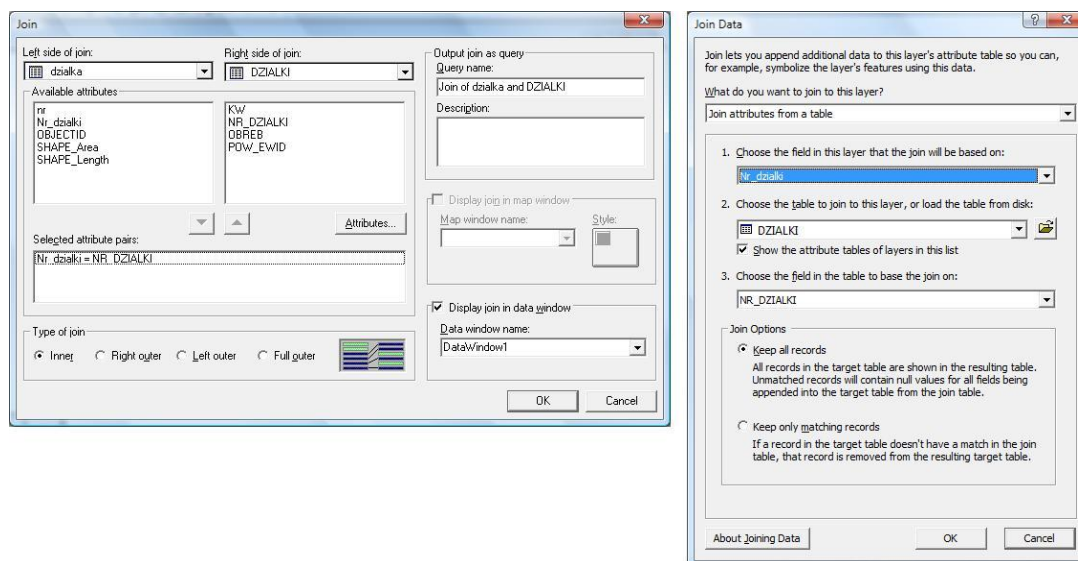 Join
Left side of join:
dzialka
Right side of join:
DZIALKI
Available attributes
nr
Nr_dzialki
OBJECTID
SHAPE_Area
SHAPE_Length
KW
NR_DZIALKI
OBREB
POW_EWID
Attributes...
Selected attribute pairs:
Nr_dzialki = NR_DZIALKI
Type of join
Inner
Right outer
Left outer
Full outer
Output join as query
Query name:
Join of dzialka and DZIALKI
Description:
Display join in map window
Map window name:
Style:
Display join in data window
Data window name:
DataWindow1
OK
Cancel
Join Data
Join lets you append additional data to this layer's attribute table so you can,
for example, symbolize the layer's features using this data.
What do you want to join to this layer?
Join attributes from a table
1. Choose the field in this layer that the join will be based on:
Nr_dzialki
2. Choose the table to join to this layer, or load the table from disk:
DZIALKI
Show the attribute tables of layers in this list
3. Choose the field in the table to base the join on:
NR_DZIALKI
Join Options
Keep all records
All records in the target table are shown in the resulting table.
Unmatched records will contain null values for all fields being
appended into the target table from the join table.
Keep only matching records
If a record in the target table doesn't have a match in the join
table, that record is removed from the resulting target table.
About Joining Data
OK
Cancel